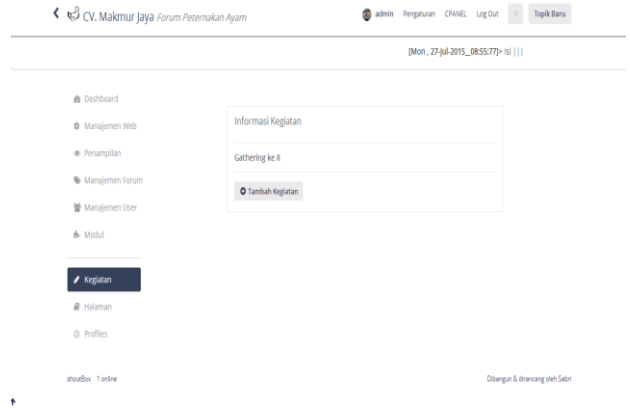 CV. Makmur Jaya Forum Peternakan Ayam admin Pengaturan CPANEL Log Out Topik Baru
[Mon , 27-Jul-2015__08:55:77]> Isi |||
Dashboard
Manajemen Web
Penampilan
Manajemen Forum
Manajemen User
Modul
Kegiatan
Halaman
Profiles
Informasi Kegiatan
Gathering ke II
Tambah Kegiatan
shoutBox 1 online
Dibangun & dirancang oleh Sabri